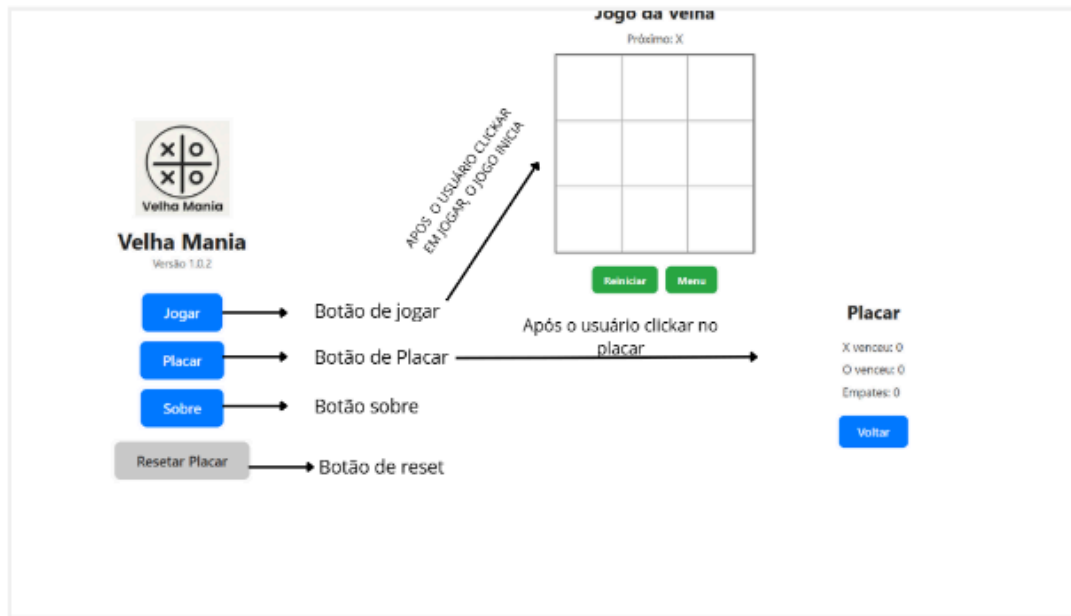 Jogo da Velha
Próximo: X
APOS O USUÁRIO CLICKAR
EM JOGAR, O JOGO INICIA
Velha Mania
Velha Mania
Versão 1.0.2
Reiniciar
Menu
Jogar
Botão de jogar
Após o usuário clickar no
placar
Placar
Botão de Placar
Placar
X venceu: 0
O venceu: 0
Empates: 0
Voltar
Sobre
Botão sobre
Resetar Placar
Botão de reset